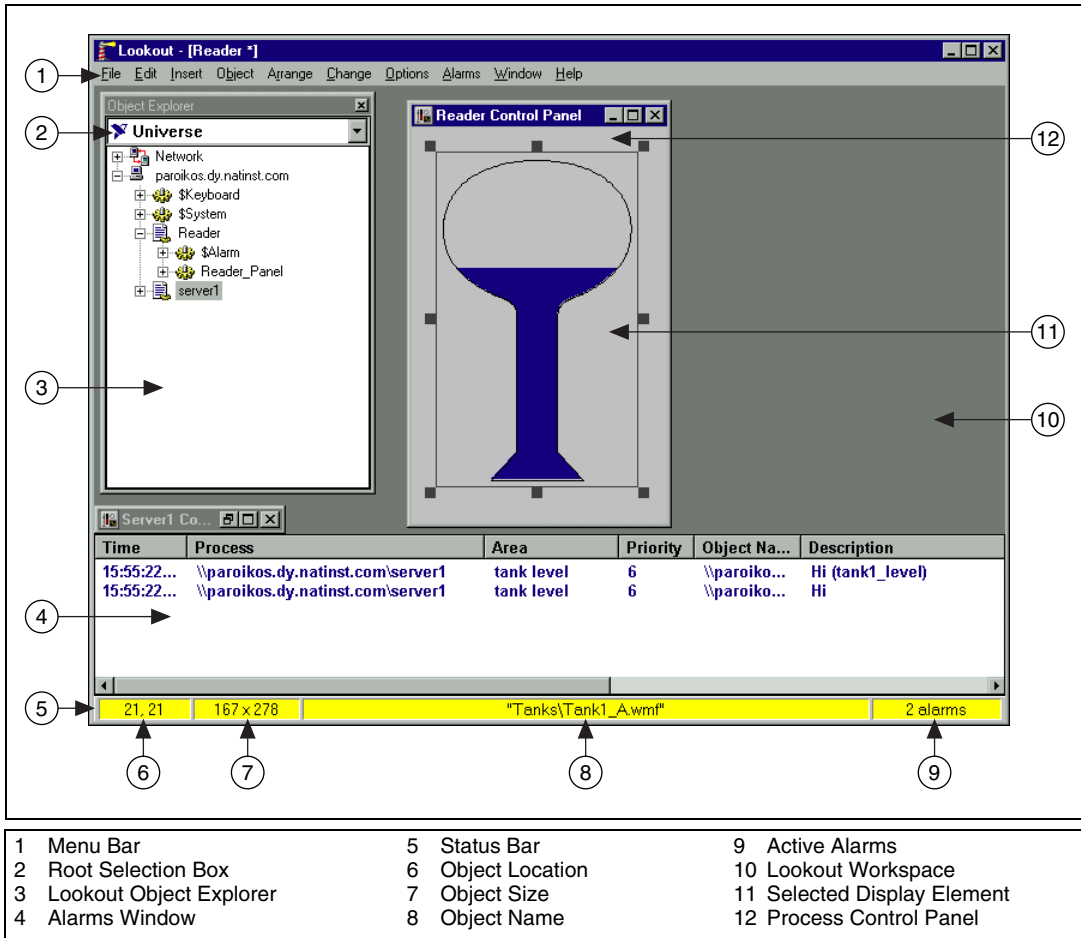 Lookout - [Reader *]
File Edit Insert Object Arrange Change Options Alarms Window Help
1
Object Explorer
2
Universe
Network
paroikos.dy.natinst.com
$Keyboard
$System
Reader
$Alarm
Reader_Panel
server1
3
Reader Control Panel
12
11
10
Server1 Co...
Time Process Area Priority Object Na... Description
15:55:22... \\paroikos.dy.natinst.com\server1 tank level 6 \\paroiko... Hi (tank1_level)
15:55:22... \\paroikos.dy.natinst.com\server1 tank level 6 \\paroiko... Hi
4
5
21, 21 167 x 278 "Tanks\Tank1_A.wmf" 2 alarms
6 7 8 9
1 Menu Bar
2 Root Selection Box
3 Lookout Object Explorer
4 Alarms Window
5 Status Bar
6 Object Location
7 Object Size
8 Object Name
9 Active Alarms
10 Lookout Workspace
11 Selected Display Element
12 Process Control Panel